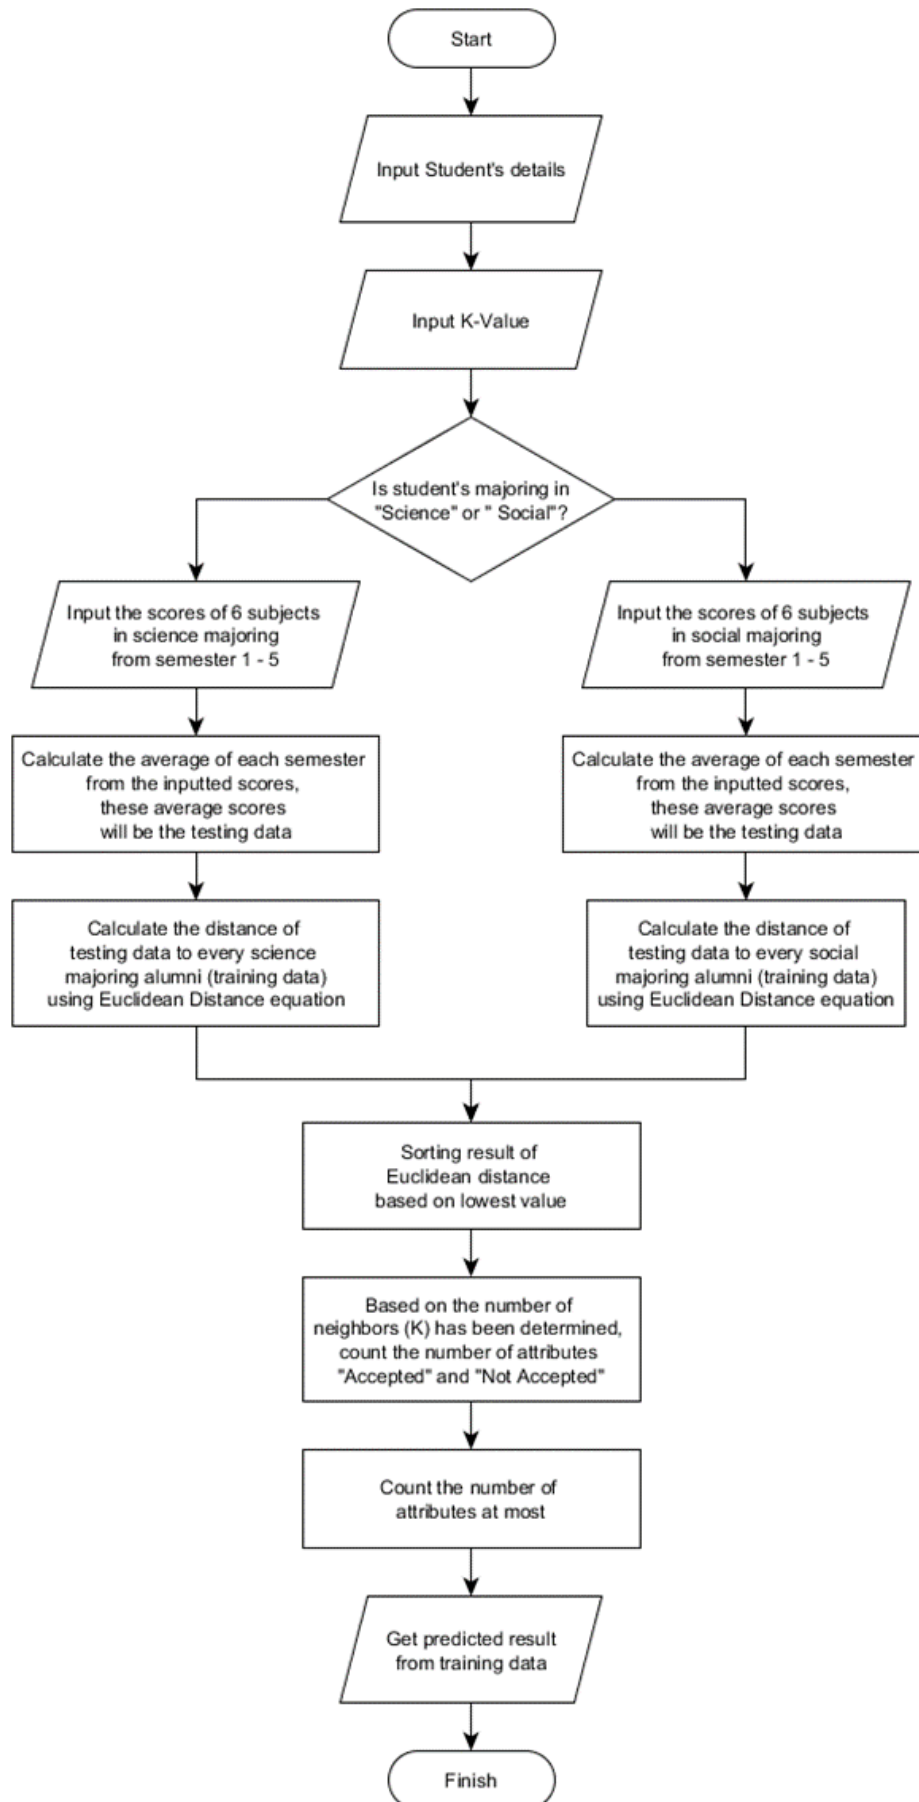 Start
Input Student's details
Input K-Value
Is student's majoring in
"Science" or " Social"?
Input the scores of 6 subjects
in science majoring
from semester 1 - 5
Input the scores of 6 subjects
in social majoring
from semester 1 - 5
Calculate the average of each semester
from the inputted scores,
these average scores
will be the testing data
Calculate the average of each semester
from the inputted scores,
these average scores
will be the testing data
Calculate the distance of
testing data to every science
majoring alumni (training data)
using Euclidean Distance equation
Calculate the distance of
testing data to every social
majoring alumni (training data)
using Euclidean Distance equation
Sorting result of
Euclidean distance
based on lowest value
Based on the number of
neighbors (K) has been determined,
count the number of attributes
"Accepted" and "Not Accepted"
Count the number of
attributes at most
Get predicted result
from training data
Finish